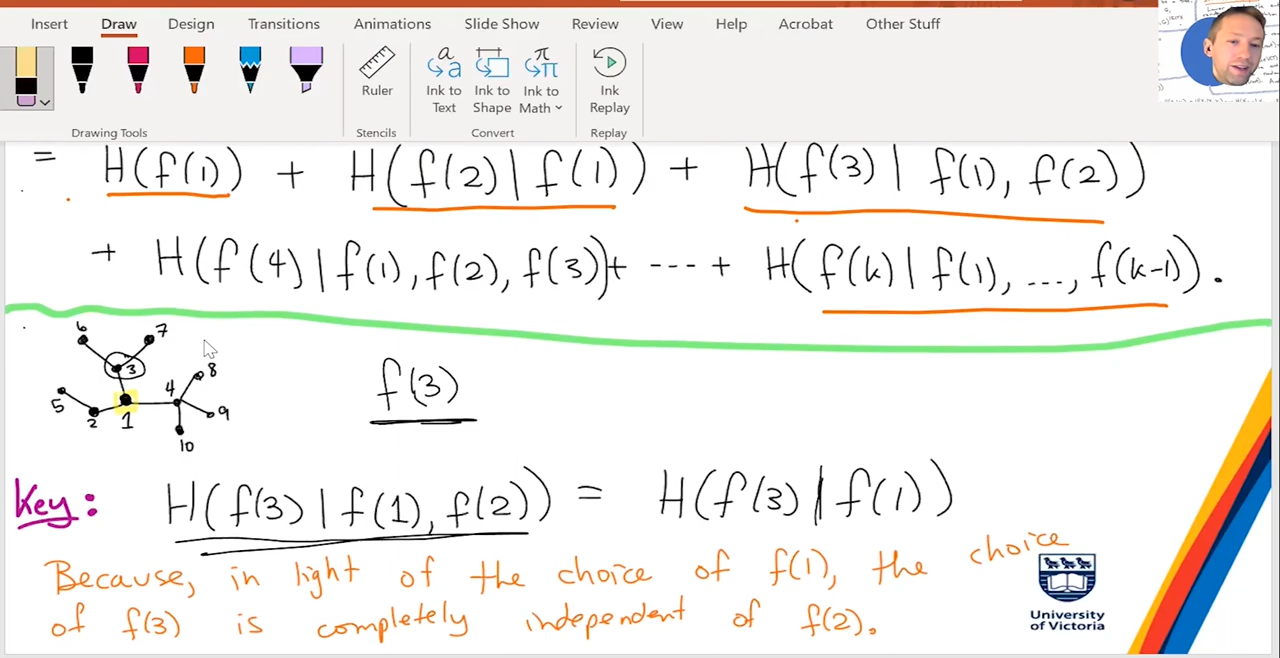 Insert Draw Design Transitions Animations Slide Show Review View Help Acrobat Other Stuff
Ruler
Ink to Text
Ink to Shape
Ink to Math
Ink Replay
Drawing Tools Stencils Convert Replay
= H(f(1)) + H(f(2)|f(1)) + H(f(3)| f(1), f(2))
+ H(f(4)|f(1), f(2), f(3))+ --- + H(f(k)|f(1), ..., f(k-1)).
6 7
3
8
4
5
2 1 9
10
f(3)
Key: H(f(3)|f(1), f(2)) = H(f(3)|f(1))
Because, in light of the choice of f(1), the choice
of f(3) is completely independent of f(2).
University
of Victoria